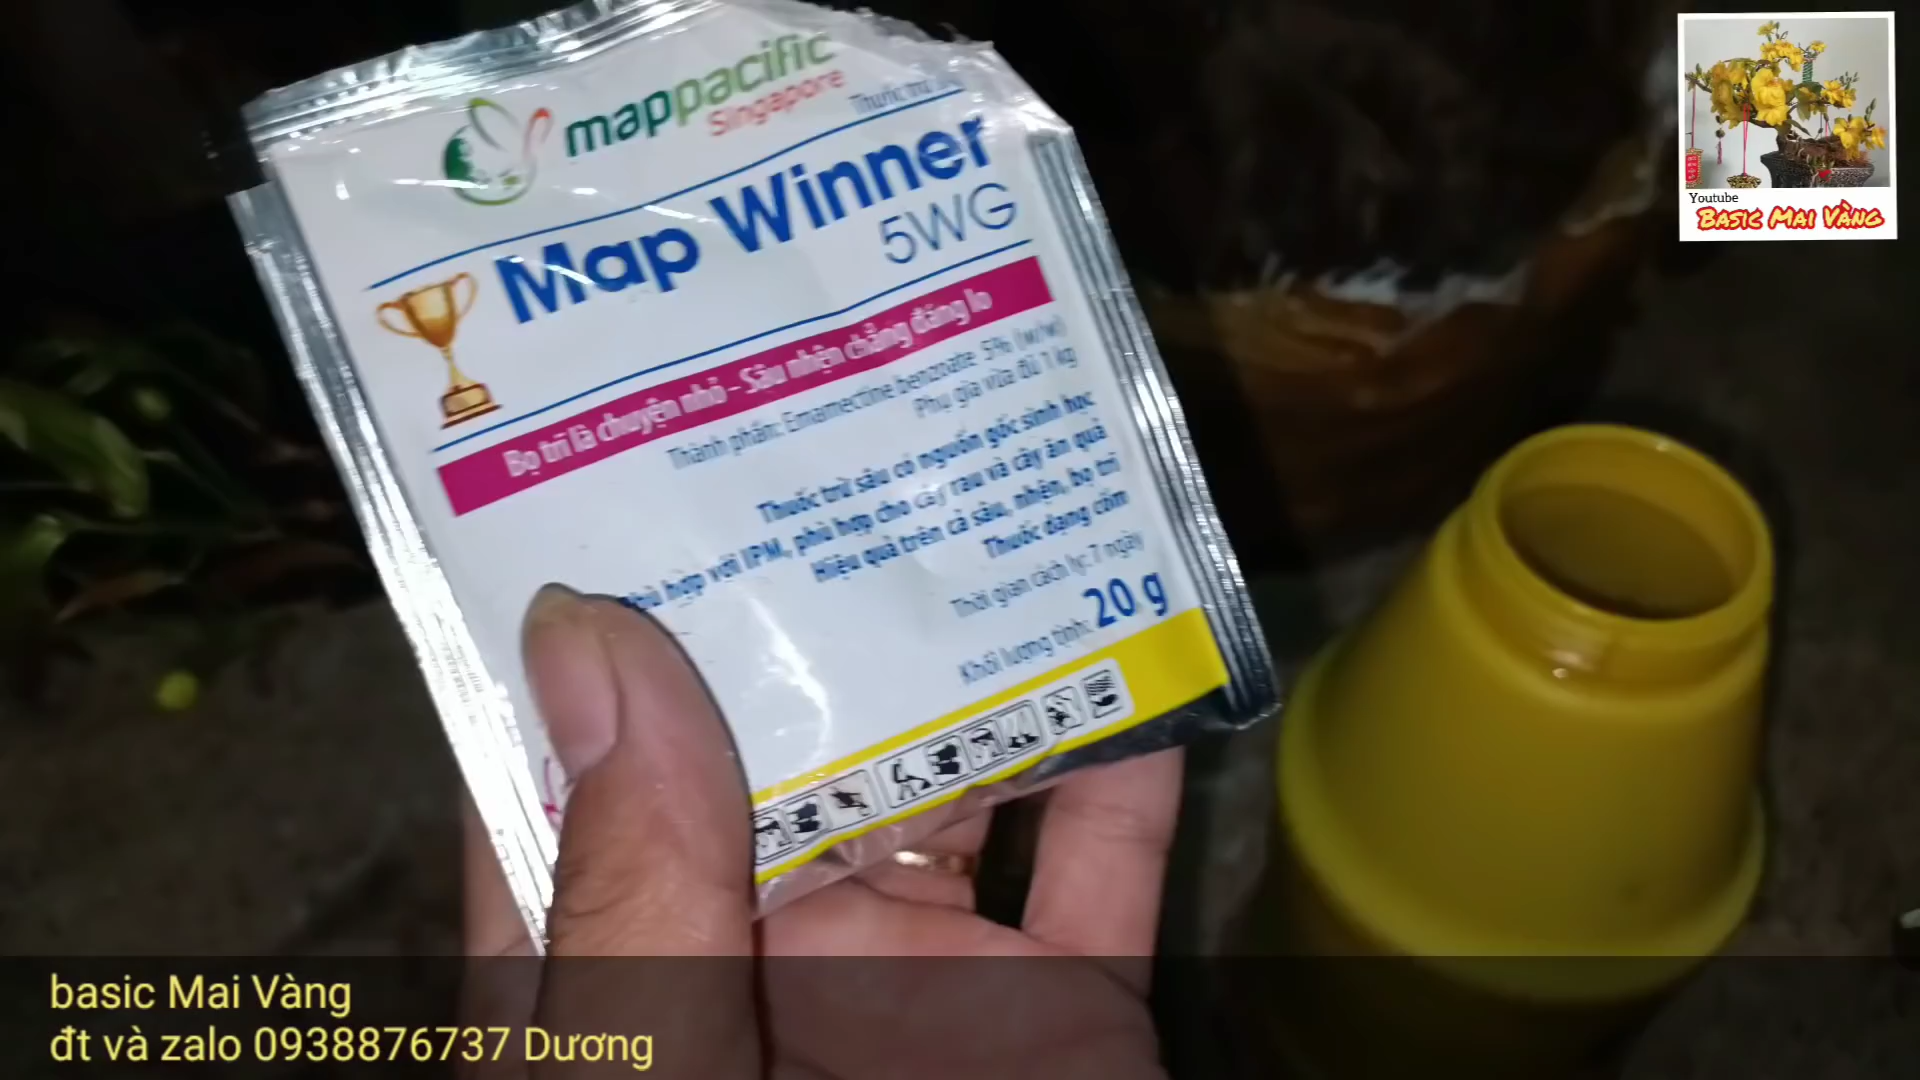 mappacific
Singapore
Thuốc trừ sâu
Map Winner
5WG
Bọ trĩ là chuyện nhỏ - Sâu nhện chẳng đáng lo
Thành phần: Emamectine benzoate 5% (w/w)
Phụ gia vừa đủ 1 kg
Thuốc trừ sâu có nguồn gốc sinh học
Phù hợp với IPM, phù hợp cho cây rau và cây ăn quả
Hiệu quả trên cả sâu, nhện, bọ trĩ
Thuốc dạng cốm
Thời gian cách ly: 7 ngày
Khối lượng tịnh: 20 g
Youtube
BASIC MAI VÀNG
basic Mai Vàng
đt và zalo 0938876737 Dương